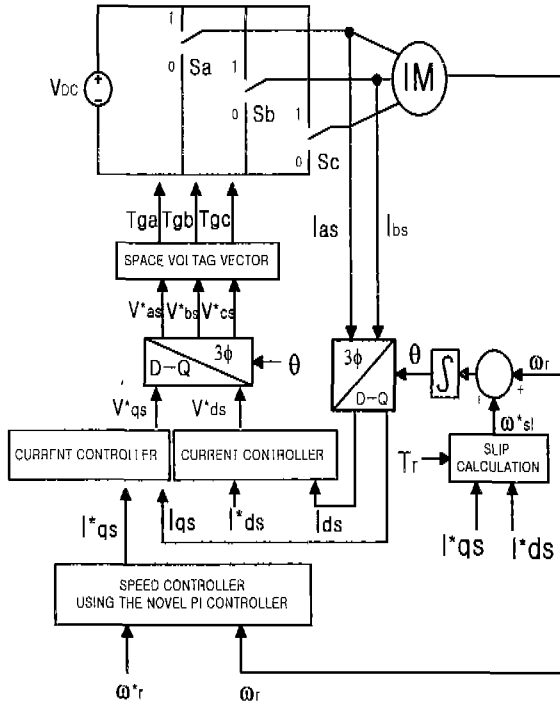 1
0
Sa
1
0
Sb
1
0
Sc
VDC
+
−
IM
Tga Tgb Tgc
Ias
Ibs
SPACE VOLTAG VECTOR
V*as V*bs V*cs
3ϕ
D-Q
θ
3ϕ
D-Q
θ
∫
ωr
+
ω*sl
V*qs
V*ds
CURRENT CONTROLLER
CURRENT CONTROLLER
Tr
SLIP
CALCULATION
I*qs
Iqs
I*ds
Ids
I*qs
I*ds
SPEED CONTROLLER
USING THE NOVEL PI CONTROLLER
ω*r
ωr